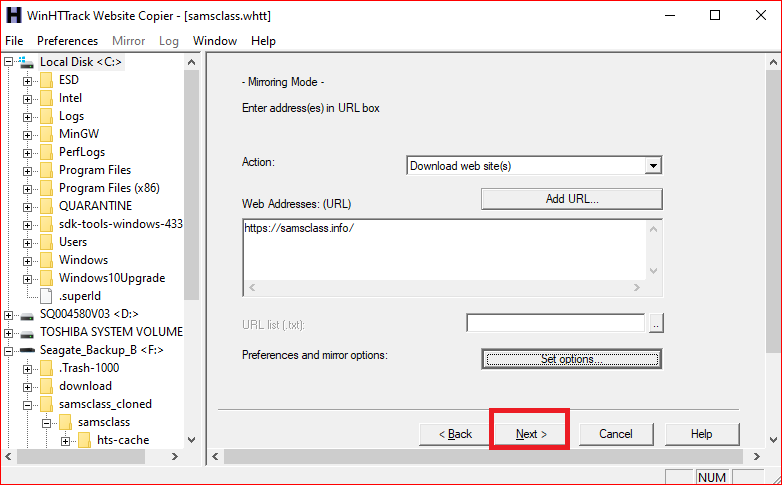 WinHTTrack Website Copier - [samsclass.whtt]
File Preferences Mirror Log Window Help
Local Disk <C:>
ESD
Intel
Logs
MinGW
PerfLogs
Program Files
Program Files (x86)
QUARANTINE
sdk-tools-windows-433
Users
Windows
Windows10Upgrade
.superId
SQ004580V03 <D:>
TOSHIBA SYSTEM VOLUME
Seagate_Backup_B <F:>
.Trash-1000
download
samsclass_cloned
samsclass
hts-cache
- Mirroring Mode -
Enter address(es) in URL box
Action: Download web site(s)
Web Addresses: (URL) Add URL...
https://samsclass.info/
URL list (.txt): ..
Preferences and mirror options: Set options...
< Back Next > Cancel Help
NUM